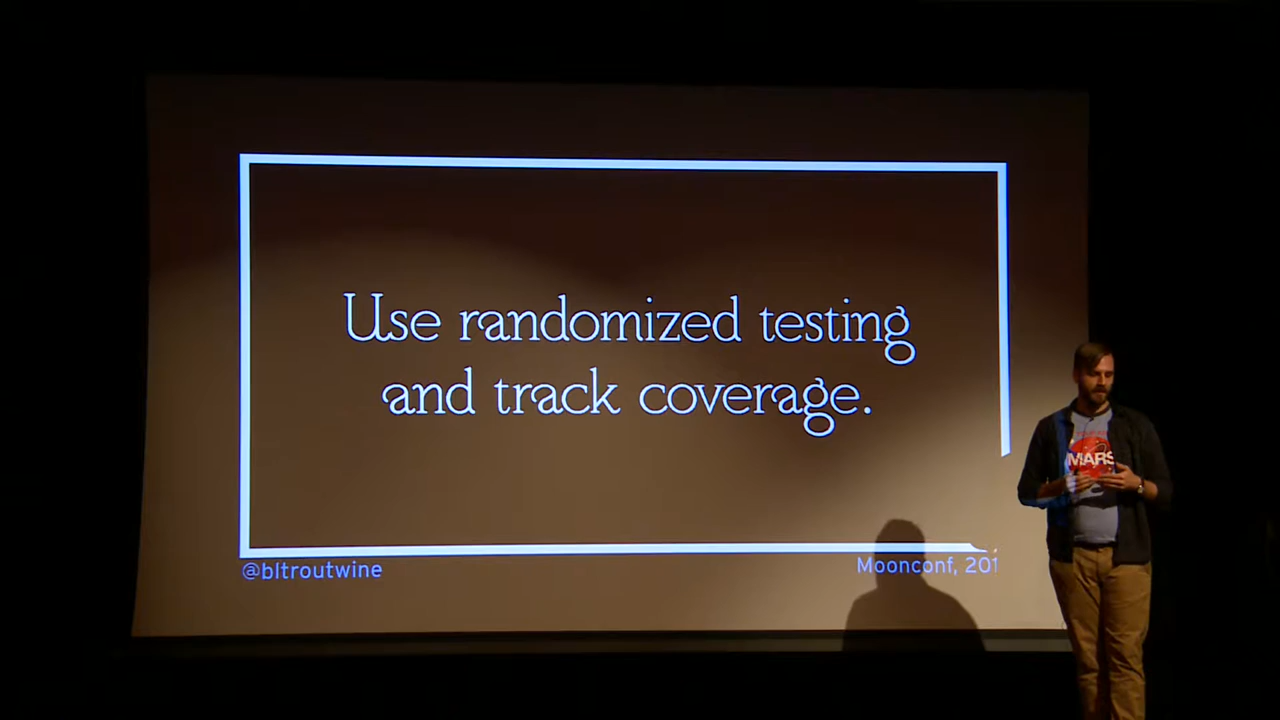 Use randomized testing
and track coverage.
@bltroutwine
Moonconf, 201
MARS